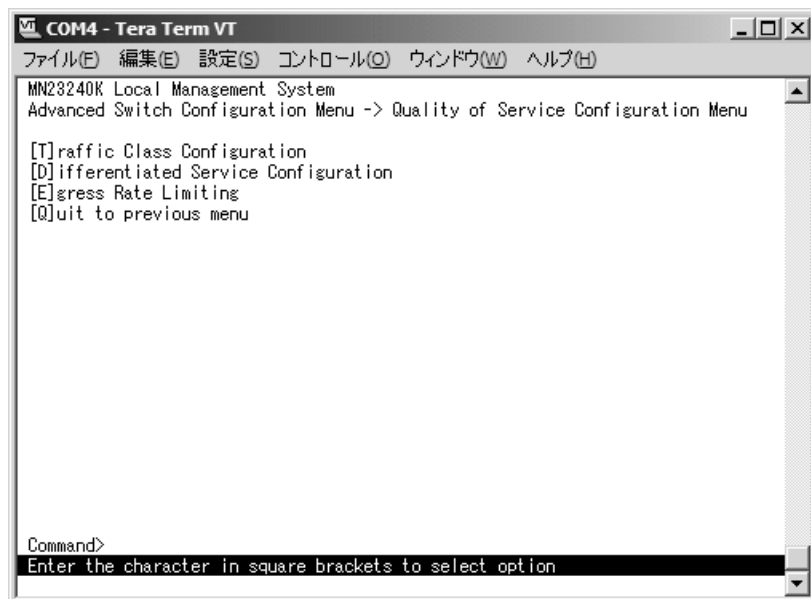 COM4 - Tera Term VT
ファイル(F) 編集(E) 設定(S) コントロール(O) ウィンドウ(W) ヘルプ(H)
MN23240K Local Management System
Advanced Switch Configuration Menu -> Quality of Service Configuration Menu
[T]raffic Class Configuration
[D]ifferentiated Service Configuration
[E]gress Rate Limiting
[Q]uit to previous menu
Command>
Enter the character in square brackets to select option